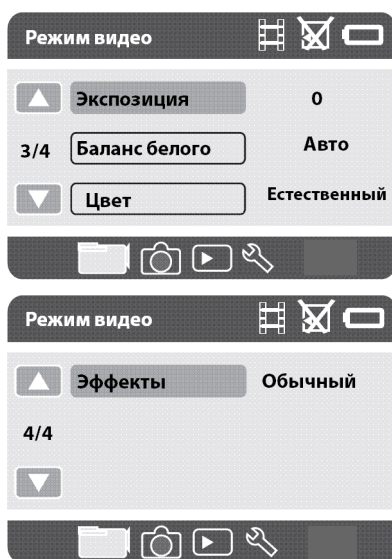 Режим видео
Экспозиция 0
3/4 Баланс белого Авто
Цвет Естественный
Режим видео
Эффекты Обычный
4/4